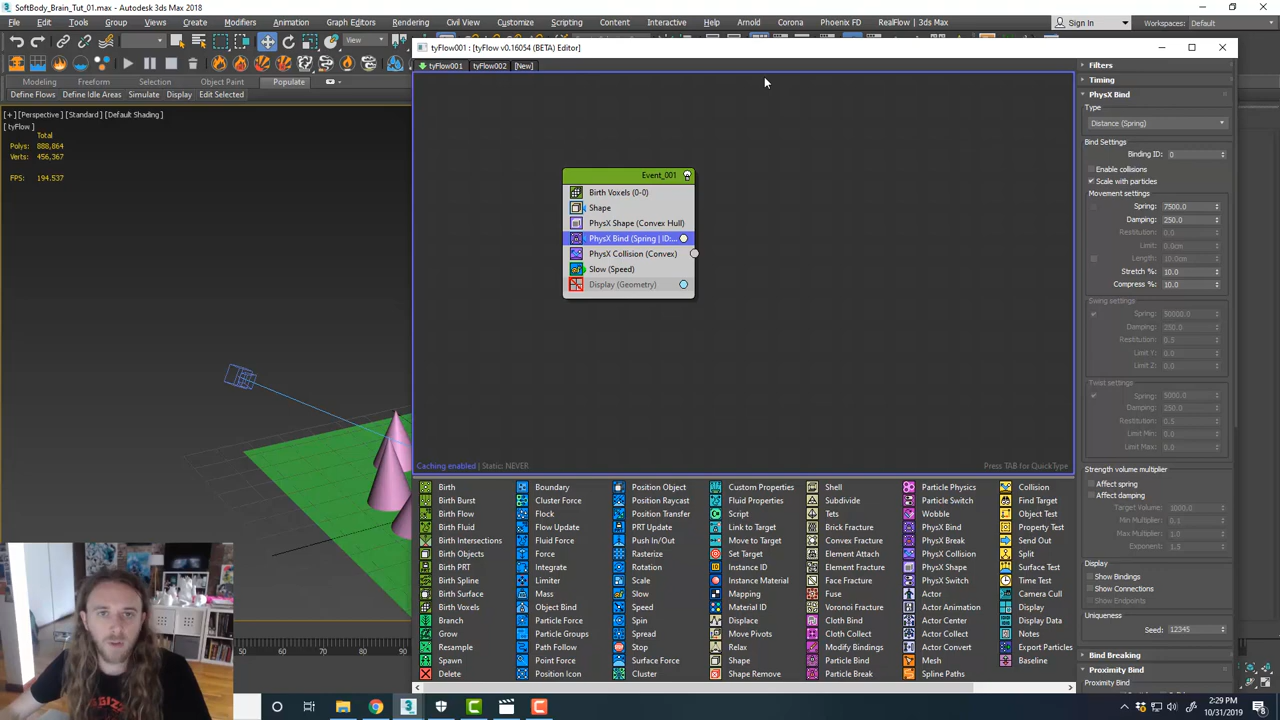 SoftBody_Brain_Tut_01.max - Autodesk 3ds Max 2018
File Edit Tools Group Views Create Modifiers Animation Graph Editors Rendering Civil View Customize Scripting Content Interactive Help Arnold Corona Phoenix FD RealFlow | 3ds Max Sign In Workspaces: Default
View
tyFlow001 : [tyFlow v0.16054 (BETA) Editor]
tyFlow001 tyFlow002 [New]
Modeling Freeform Selection Object Paint Populate
Define Flows Define Idle Areas Simulate Display Edit Selected
[+] [Perspective] [Standard] [Default Shading]
[tyFlow ]
Total
Polys: 888,864
Verts: 456,367
FPS: 194.537
Event_001
Birth Voxels (0-0)
Shape
PhysX Shape (Convex Hull)
PhysX Bind (Spring | ID:...
PhysX Collision (Convex)
Slow (Speed)
Display (Geometry)
Caching enabled | Static: NEVER
Press TAB for QuickType
Birth Boundary Position Object Custom Properties Shell Particle Physics Collision
Birth Burst Cluster Force Position Raycast Fluid Properties Subdivide Particle Switch Find Target
Birth Flow Flock Position Transfer Script Tets Wobble Object Test
Birth Fluid Flow Update PRT Update Link to Target Brick Fracture PhysX Bind Property Test
Birth Intersections Fluid Force Push In/Out Move to Target Convex Fracture PhysX Break Send Out
Birth Objects Force Rasterize Set Target Element Attach PhysX Collision Split
Birth PRT Integrate Rotation Instance ID Element Fracture PhysX Shape Surface Test
Birth Spline Limiter Scale Instance Material Face Fracture PhysX Switch Time Test
Birth Surface Mass Slow Mapping Fuse Actor Camera Cull
Birth Voxels Object Bind Speed Material ID Voronoi Fracture Actor Animation Display
Branch Particle Force Spin Displace Cloth Bind Actor Center Display Data
Grow Particle Groups Spread Move Pivots Cloth Collect Actor Collect Notes
Resample Path Follow Stop Relax Modify Bindings Actor Convert Export Particles
Spawn Point Force Surface Force Shape Particle Bind Mesh Baseline
Delete Position Icon Cluster Shape Remove Particle Break Spline Paths
Filters
Timing
PhysX Bind
Type
Distance (Spring)
Bind Settings
Binding ID: 0
Enable collisions
Scale with particles
Movement settings
Spring: 7500.0
Damping: 250.0
Restitution: 0.0
Limit: 0.0cm
Length: 10.0cm
Stretch %: 10.0
Compress %: 10.0
Swing settings
Spring: 50000.0
Damping: 250.0
Restitution: 0.5
Limit Y: 0.0
Limit Z: 0.0
Twist settings
Spring: 5000.0
Damping: 250.0
Restitution: 0.5
Limit Min: 0.0
Limit Max: 0.0
Strength volume multiplier
Affect spring
Affect damping
Target Volume: 1000.0
Min Multiplier: 0.1
Max Multiplier: 1.0
Exponent: 1.5
Display
Show Bindings
Show Connections
Show Endpoints
Uniqueness
Seed: 12345
Bind Breaking
Proximity Bind
Proximity Bind
50 60 70 80 90
2:29 PM
10/31/2019